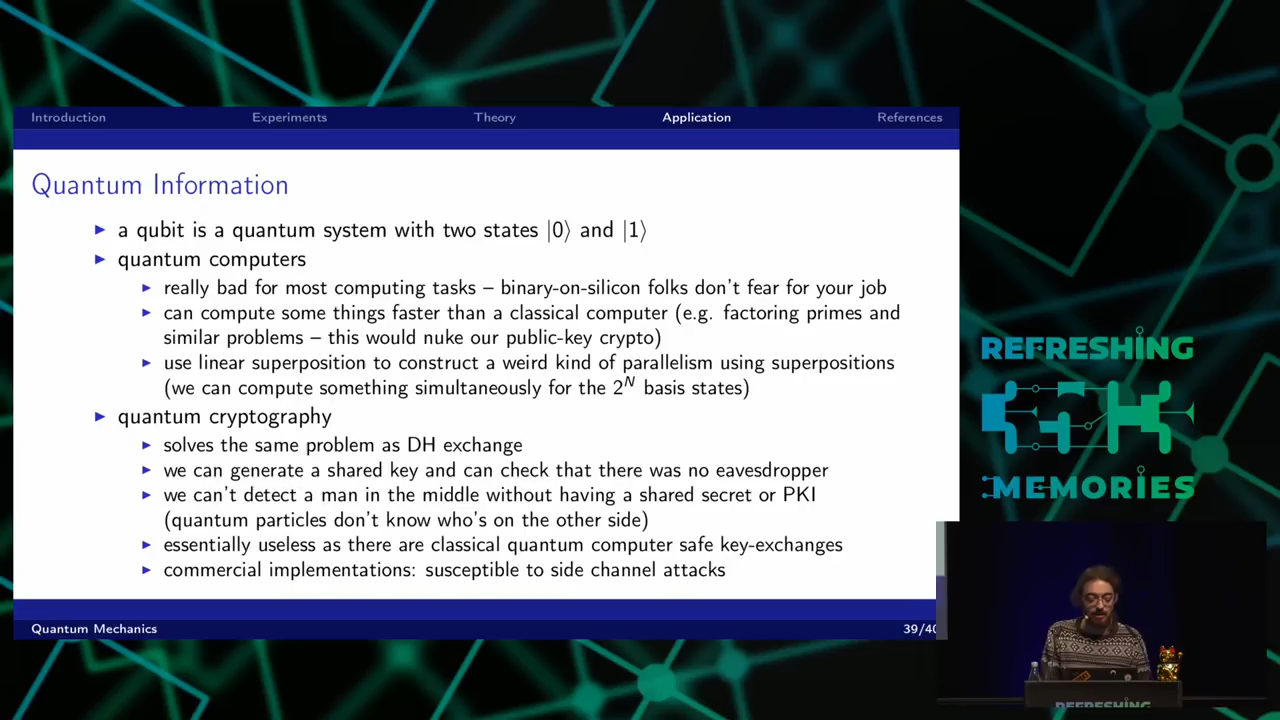 Introduction Experiments Theory Application References
Quantum Information
a qubit is a quantum system with two states |0⟩ and |1⟩
quantum computers
really bad for most computing tasks – binary-on-silicon folks don't fear for your job
can compute some things faster than a classical computer (e.g. factoring primes and
similar problems – this would nuke our public-key crypto)
use linear superposition to construct a weird kind of parallelism using superpositions
(we can compute something simultaneously for the 2^N basis states)
quantum cryptography
solves the same problem as DH exchange
we can generate a shared key and can check that there was no eavesdropper
we can't detect a man in the middle without having a shared secret or PKI
(quantum particles don't know who's on the other side)
essentially useless as there are classical quantum computer safe key-exchanges
commercial implementations: susceptible to side channel attacks
Quantum Mechanics 39/40
REFRESHING
MEMORIES
REFRESHING